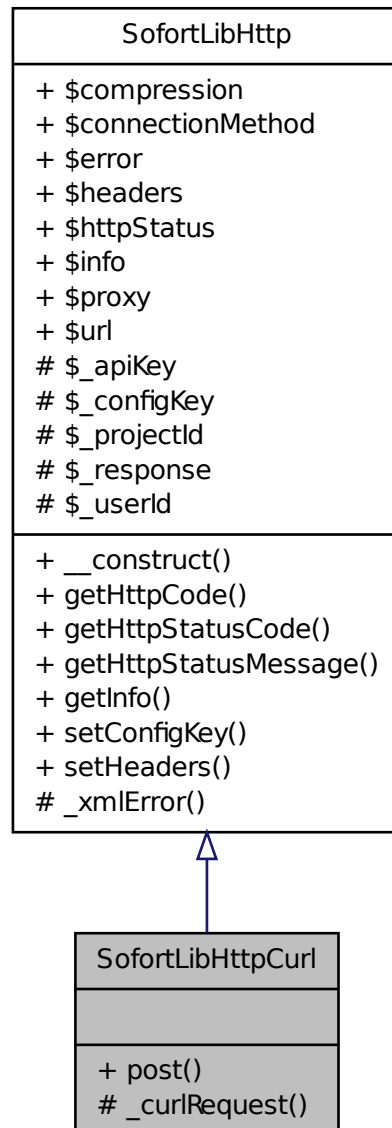 SofortLibHttp
+ $compression
+ $connectionMethod
+ $error
+ $headers
+ $httpStatus
+ $info
+ $proxy
+ $url
# $_apiKey
# $_configKey
# $_projectId
# $_response
# $_userId
+ __construct()
+ getHttpCode()
+ getHttpStatusCode()
+ getHttpStatusMessage()
+ getInfo()
+ setConfigKey()
+ setHeaders()
# _xmlError()
SofortLibHttpCurl
+ post()
# _curlRequest()